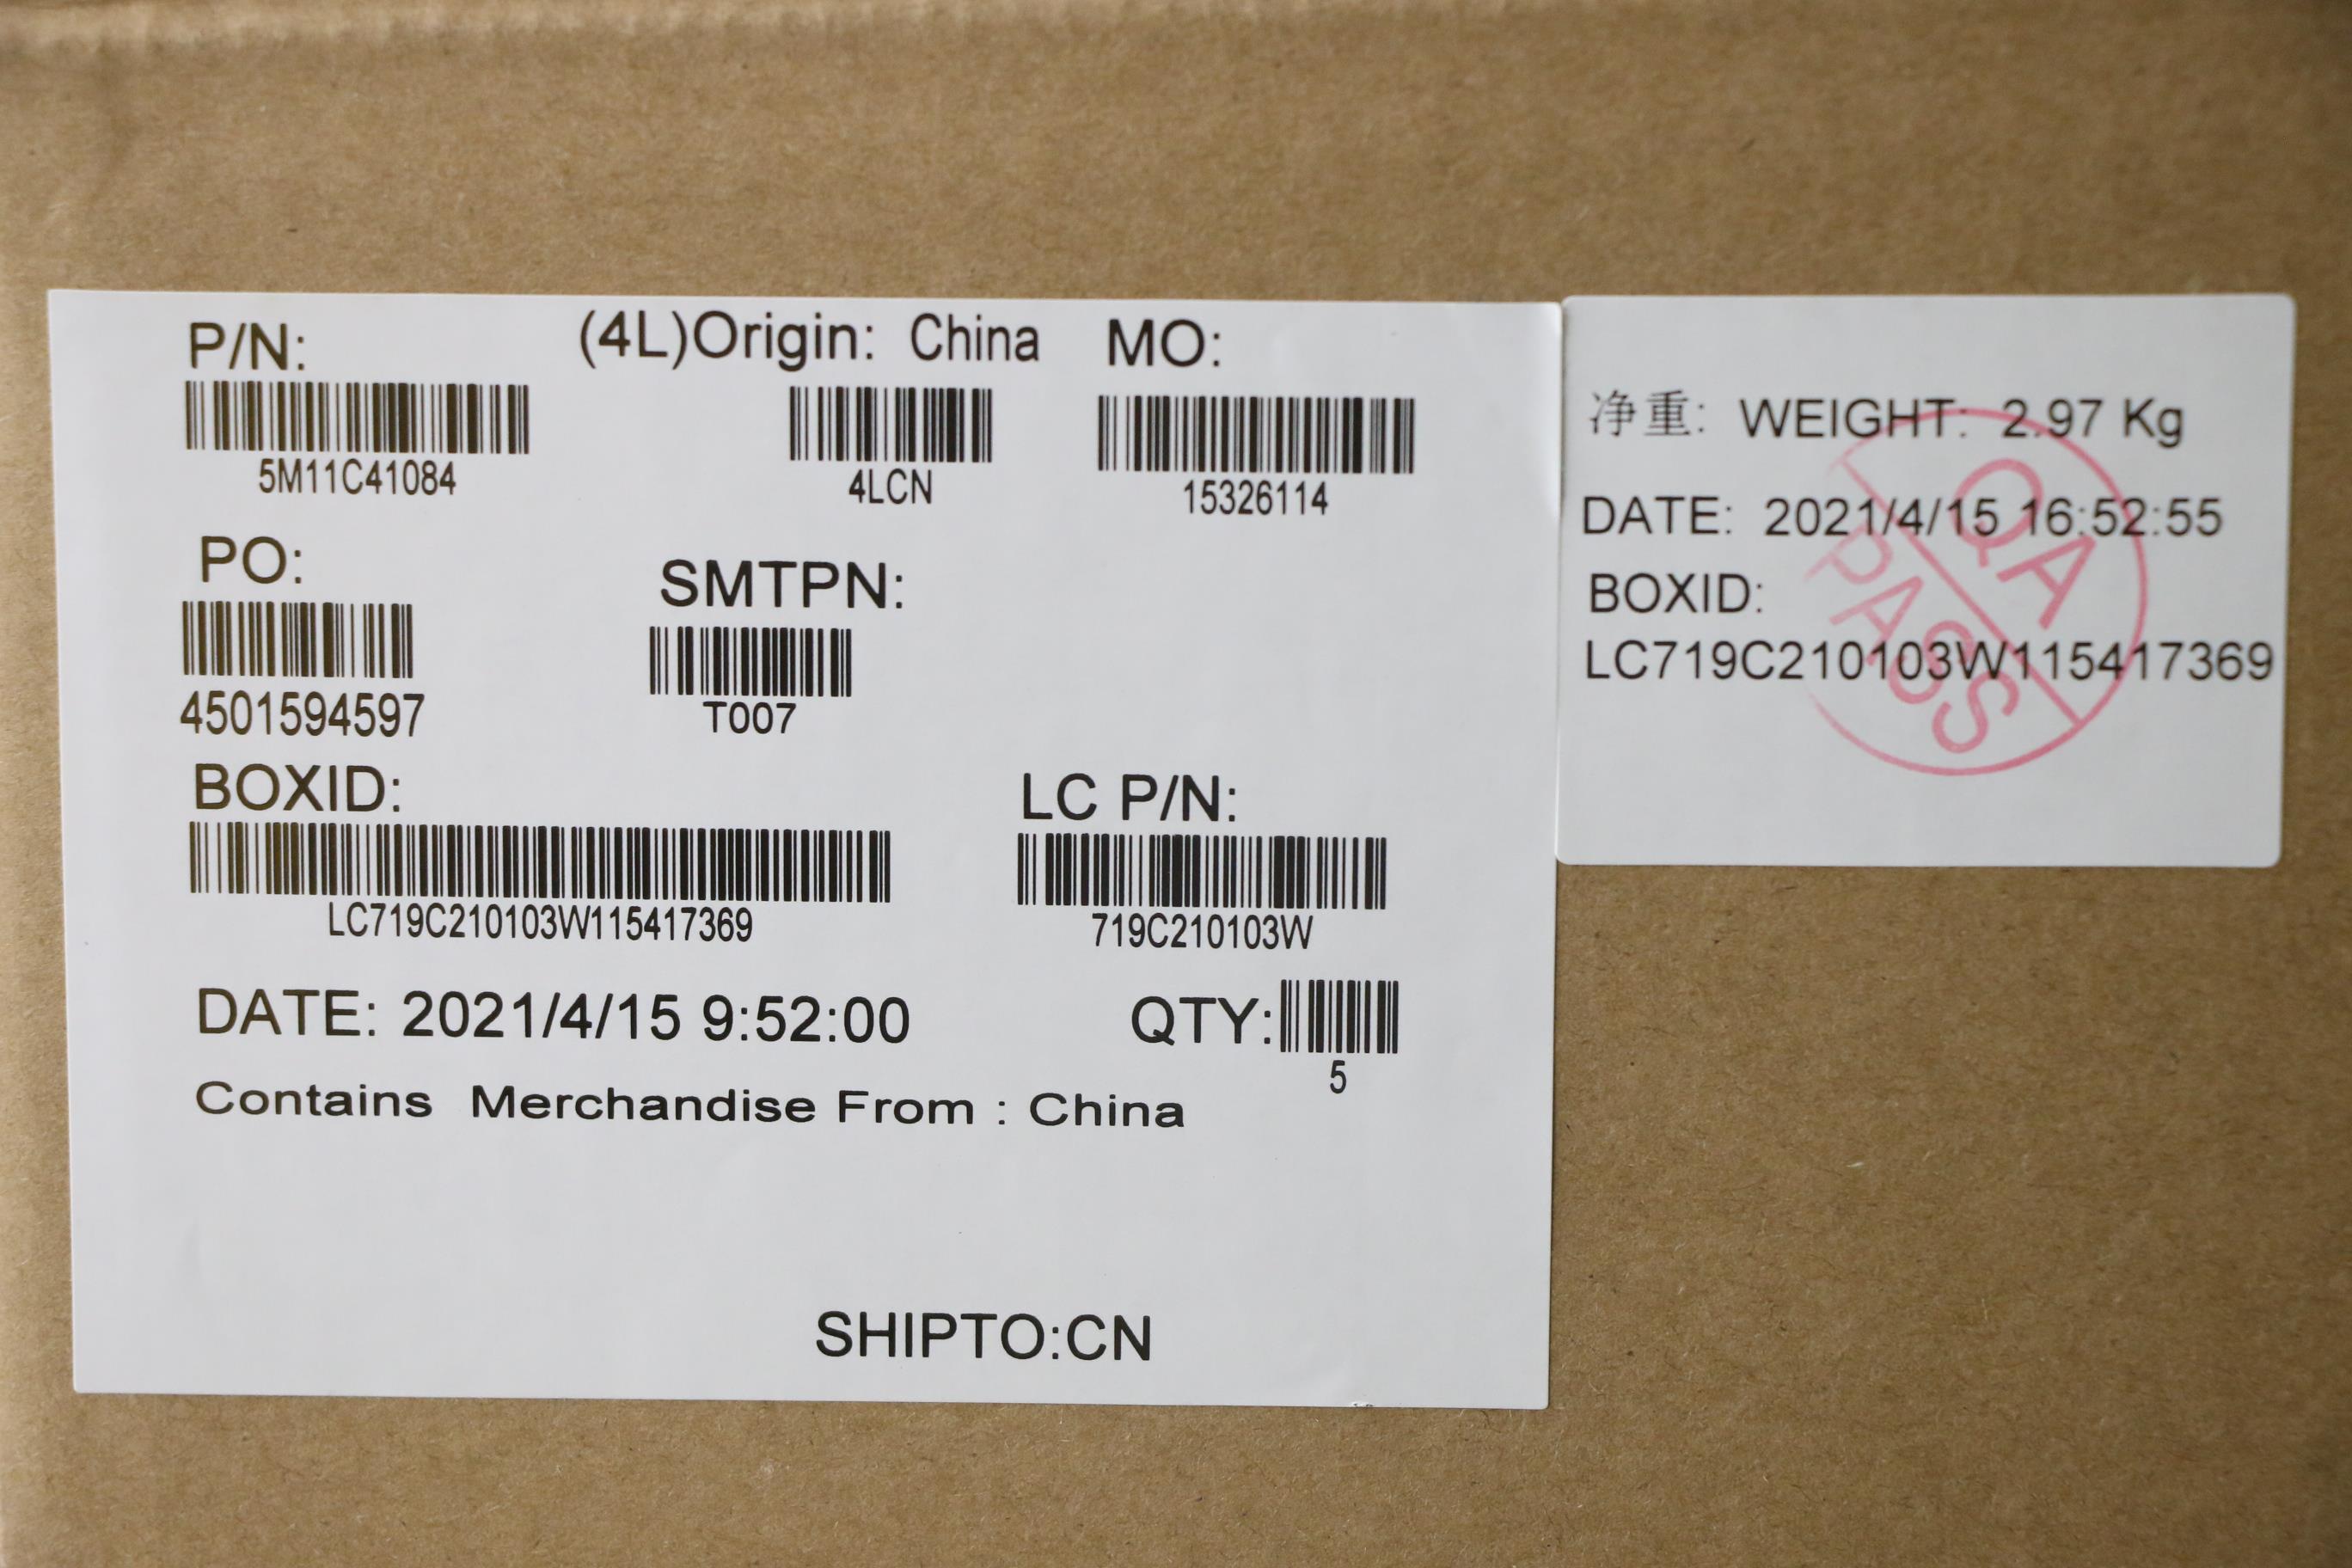 P/N:
5M11C41084
(4L)Origin: China
4LCN
MO:
15326114
PO:
4501594597
SMTPN:
T007
BOXID:
LC719C210103W115417369
LC P/N:
719C210103W
DATE: 2021/4/15 9:52:00
QTY:
5
Contains Merchandise From : China
SHIPTO:CN
净重: WEIGHT: 2.97 Kg
DATE: 2021/4/15 16:52:55
BOXID:
LC719C210103W115417369
QA
PASS